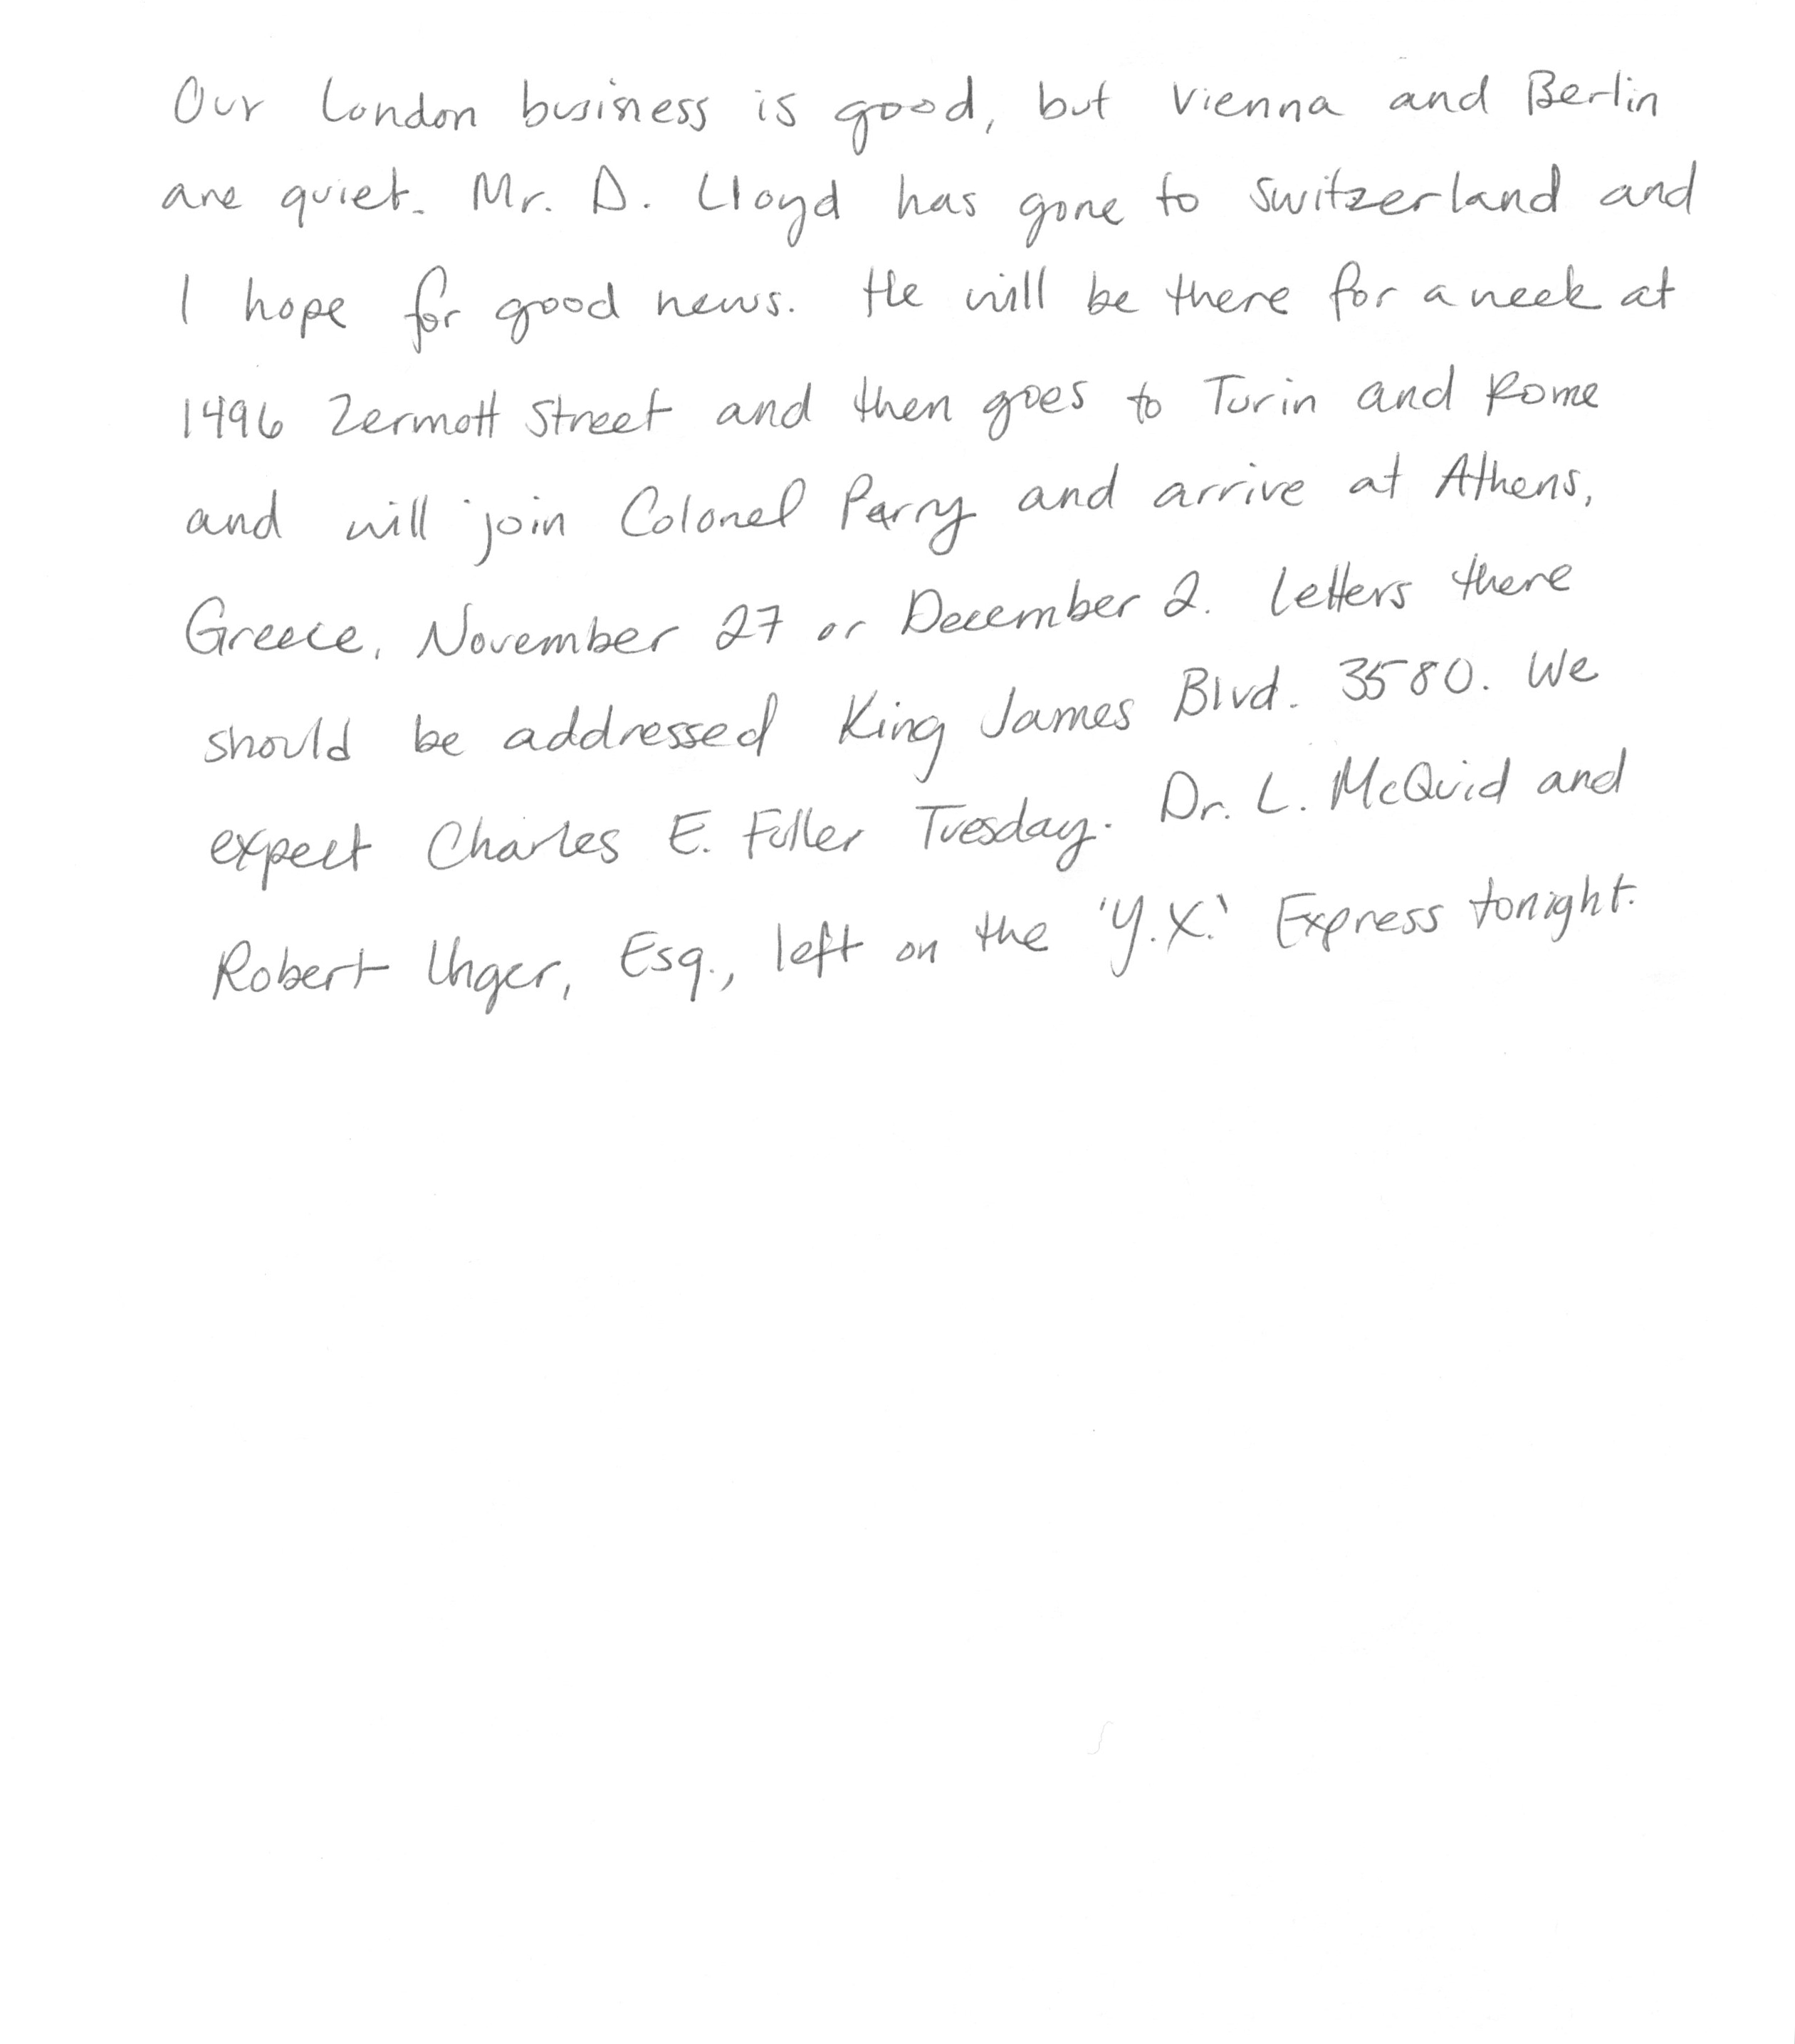 Our London business is good, but Vienna and Berlin
are quiet. Mr. D. Lloyd has gone to Switzerland and
I hope for good news. He will be there for a week at
1496 Zermott Street and then goes to Turin and Rome
and will join Colonel Parry and arrive at Athens,
Greece, November 27 or December 2. Letters there
should be addressed King James Blvd. 3580. We
expect Charles E. Fuller Tuesday. Dr. L. McQuid and
Robert Unger, Esq., left on the 'Y.X.' Express tonight.